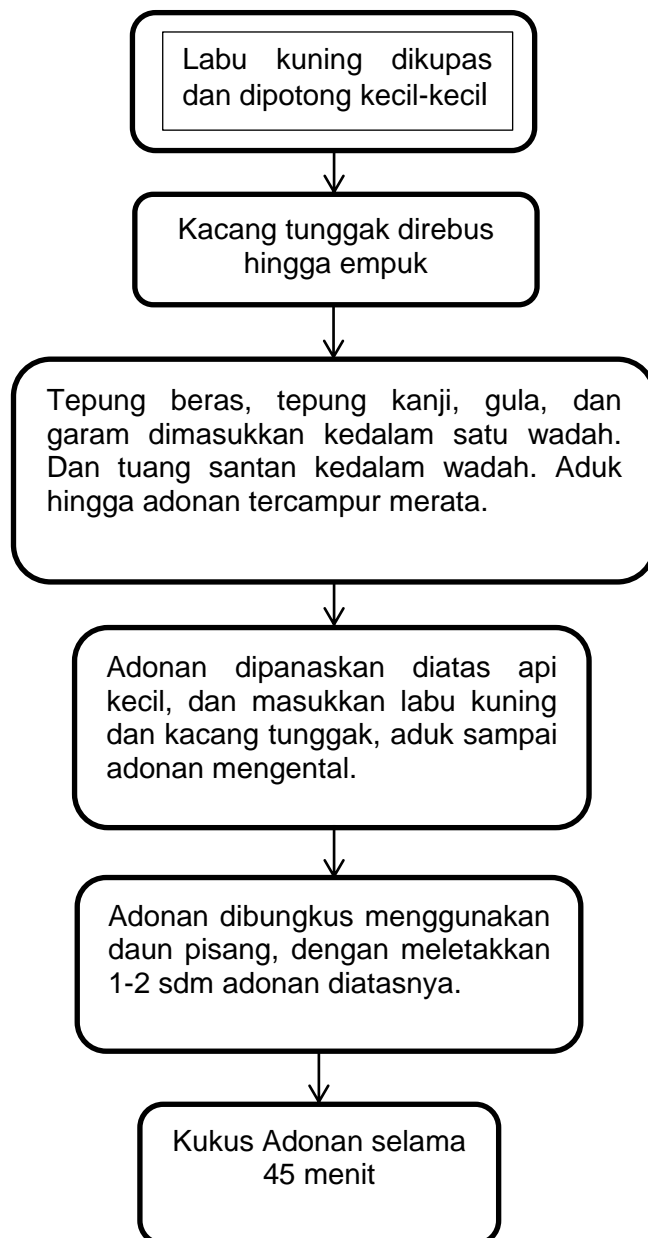 Labu kuning dikupas
dan dipotong kecil-kecil
Kacang tunggak direbus
hingga empuk
Tepung beras, tepung kanji, gula, dan
garam dimasukkan kedalam satu wadah.
Dan tuang santan kedalam wadah. Aduk
hingga adonan tercampur merata.
Adonan dipanaskan diatas api
kecil, dan masukkan labu kuning
dan kacang tunggak, aduk sampai
adonan mengental.
Adonan dibungkus menggunakan
daun pisang, dengan meletakkan
1-2 sdm adonan diatasnya.
Kukus Adonan selama
45 menit